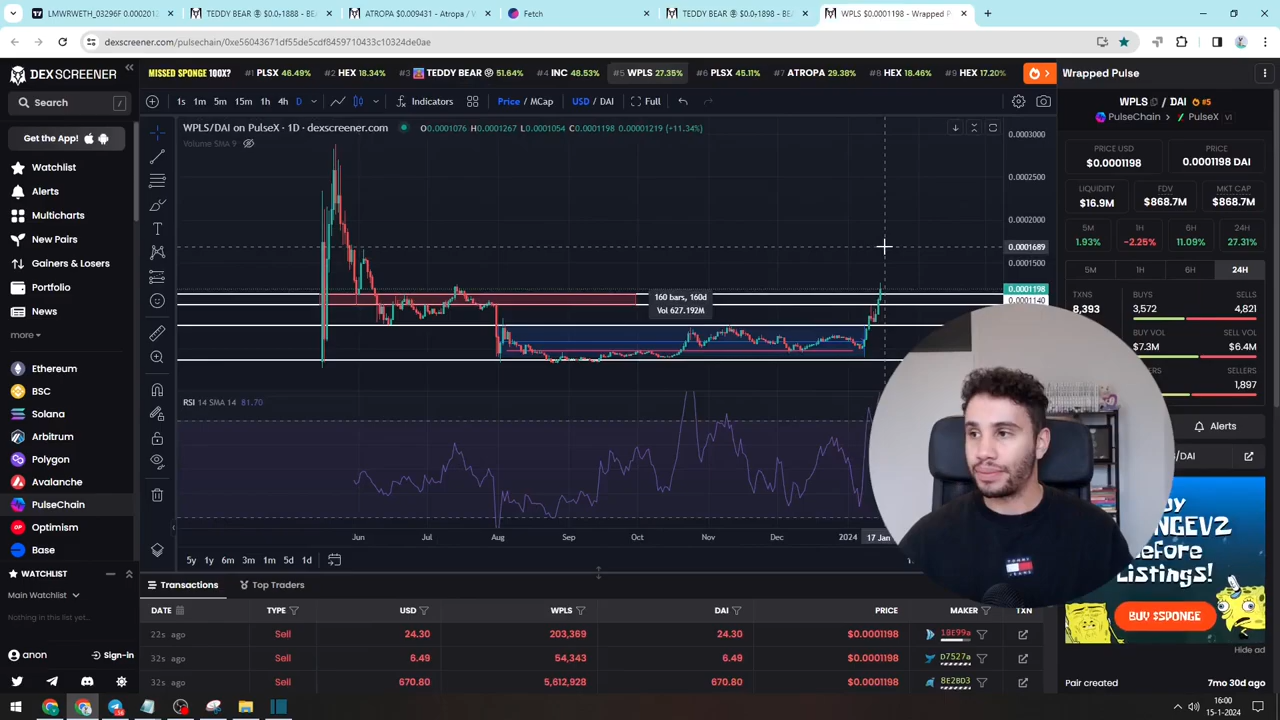 LMWRWETH_03296F 0.0002013
TEDDY BEAR
$0.0₇1888 - B
ATROPA $0.009431 - Atropa / W
Fetch
TEDDY BEAR
$0.0₇1898 - B
WPLS $0.0001198 - Wrapped P
dexscreener.com/pulsechain/0xe56043671df55de5cdf8459710433c10324de0ae
DEX SCREENER
MISSED SPONGE 100X?
#1 PLSX 46.49%
#2 HEX 18.34%
#3 TEDDY BEAR 51.64%
#4 INC 48.53%
#5 WPLS 27.35%
#6 PLSX 45.11%
#7 ATROPA 29.38%
#8 HEX 18.46%
#9 HEX 17.20%
Wrapped Pulse
Search
/
1s 1m 5m 15m 1h 4h D
Indicators
Price / MCap
USD / DAI
Full
WPLS / DAI #5
PulseChain > PulseX V1
Get the App!
WPLS/DAI on PulseX · 1D · dexscreener.com
O0.0001076 H0.0001267 L0.0001054 C0.0001198 0.00001219 (+11.34%)
Volume SMA 9
0.0003000
0.0002500
0.0002000
0.0001689
0.0001500
0.0001198
0.0001140
PRICE USD
$0.0001198
PRICE
0.0001198 DAI
LIQUIDITY
$16.9M
FDV
$868.7M
MKT CAP
$868.7M
5M
1.93%
1H
-2.25%
6H
11.09%
24H
27.31%
5M 1H 6H 24H
TXNS
8,393
BUYS
3,572
SELLS
4,821
BUY VOL
$7.3M
SELL VOL
$6.4M
SELLERS
1,897
Alerts
/DAI
Watchlist
Alerts
Multicharts
New Pairs
Gainers & Losers
Portfolio
News
more
Ethereum
BSC
Solana
Arbitrum
Polygon
Avalanche
PulseChain
Optimism
Base
WATCHLIST
Main Watchlist
Nothing in this list yet...
anon
Sign-in
160 bars, 160d
Vol 627.192M
RSI 14 SMA 14 81.70
Jun Jul Aug Sep Oct Nov Dec 2024 17 Jan
5y 1y 6m 3m 1m 5d 1d
Transactions
Top Traders
DATE TYPE USD WPLS DAI PRICE MAKER TXN
22s ago Sell 24.30 203,369 24.30 $0.0001198 1BE99a
32s ago Sell 6.49 54,343 6.49 $0.0001198 D7527a
32s ago Sell 670.80 5,612,928 670.80 $0.0001198 8E2BD3
TOMMY
JEANS
Before
Listings!
BUY $SPONGE
Hide ad
Pair created
7mo 30d ago
16:00
15-1-2024